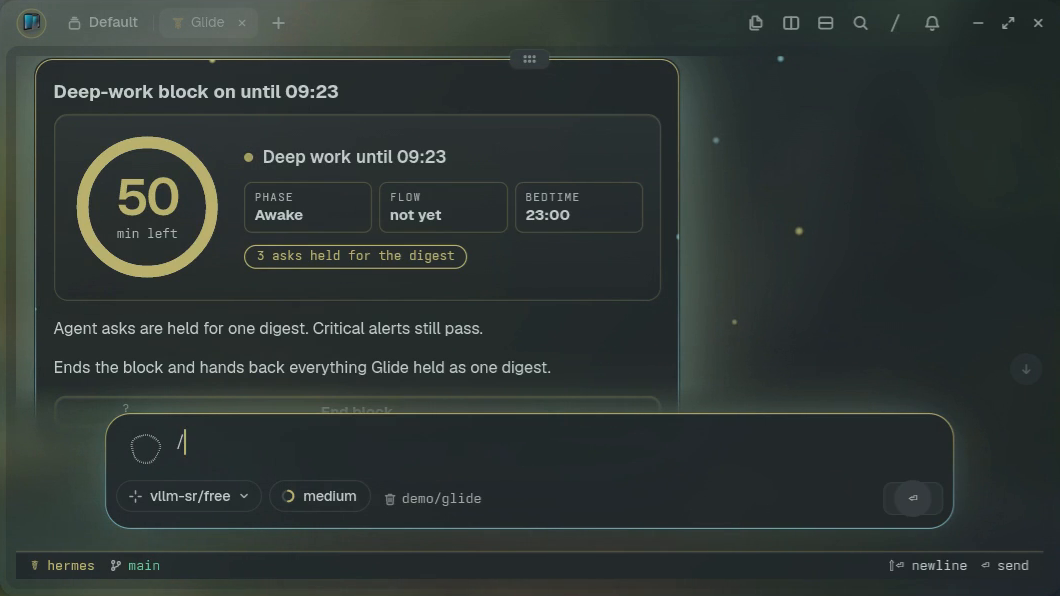 Default
Glide
Deep-work block on until 09:23
50
min left
Deep work until 09:23
PHASE
Awake
FLOW
not yet
BEDTIME
23:00
3 asks held for the digest
Agent asks are held for one digest. Critical alerts still pass.
Ends the block and hands back everything Glide held as one digest.
?
End block
/
vllm-sr/free
medium
demo/glide
hermes
main
newline
send